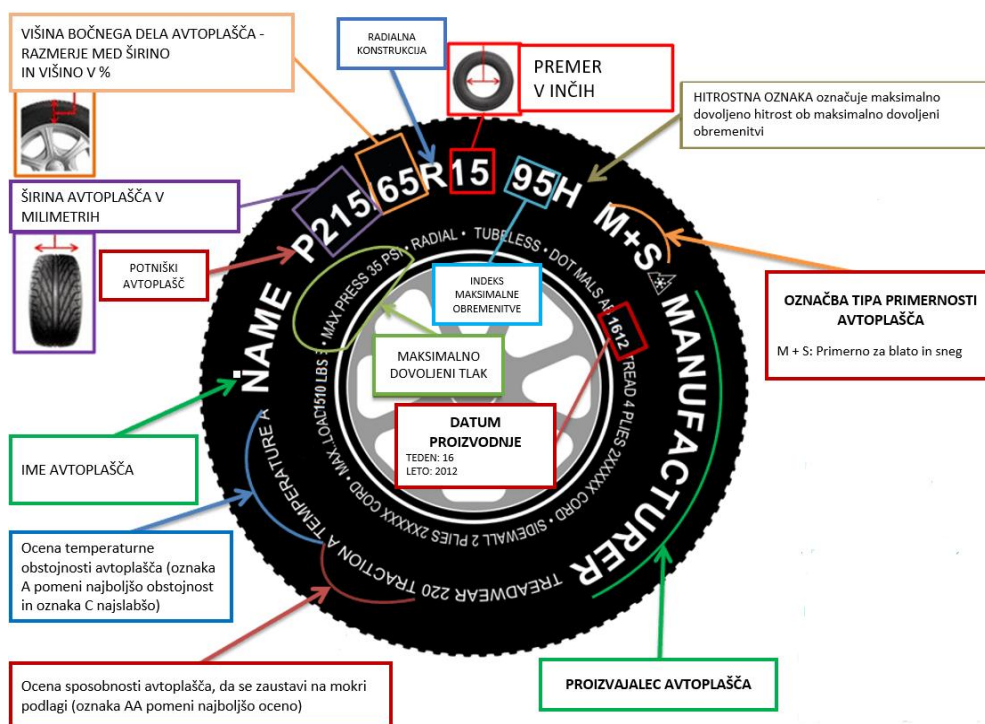 VIŠINA BOČNEGA DELA AVTOPLAŠČA -
RAZMERJE MED ŠIRINO
IN VIŠINO V %
RADIALNA
KONSTRUKCIJA
PREMER
V INČIH
HITROSTNA OZNAKA označuje maksimalno
dovoljeno hitrost ob maksimalno dovoljeni
obremenitvi
ŠIRINA AVTOPLAŠČA V
MILIMETRIH
POTNIŠKI
AVTOPLAŠČ
INDEKS
MAKSIMALNE
OBREMENITVE
OZNAČBA TIPA PRIMERNOSTI
AVTOPLAŠČA
M + S: Primerno za blato in sneg
MAKSIMALNO
DOVOLJENI TLAK
DATUM
PROIZVODNJE
TEDEN: 16
LETO: 2012
IME AVTOPLAŠČA
Ocena temperaturne
obstojnosti avtoplašča (oznaka
A pomeni najboljšo obstojnost
in oznaka C najslabšo)
Ocena sposobnosti avtoplašča, da se zaustavi na mokri
podlagi (oznaka AA pomeni najboljšo oceno)
PROIZVAJALEC AVTOPLAŠČA
NAME P215/65R15 95H M+S MANUFACTURER
MAX PRESS 35 PSI • RADIAL • TUBELESS • DOT MALS 1612 TREAD 4 PLIES 2XXXXX CORD • SIDEWALL 2 PLIES 2XXXXX CORD • MAX.LOAD1510 LBS
TREADWEAR 220 TRACTION A TEMPERATURE A